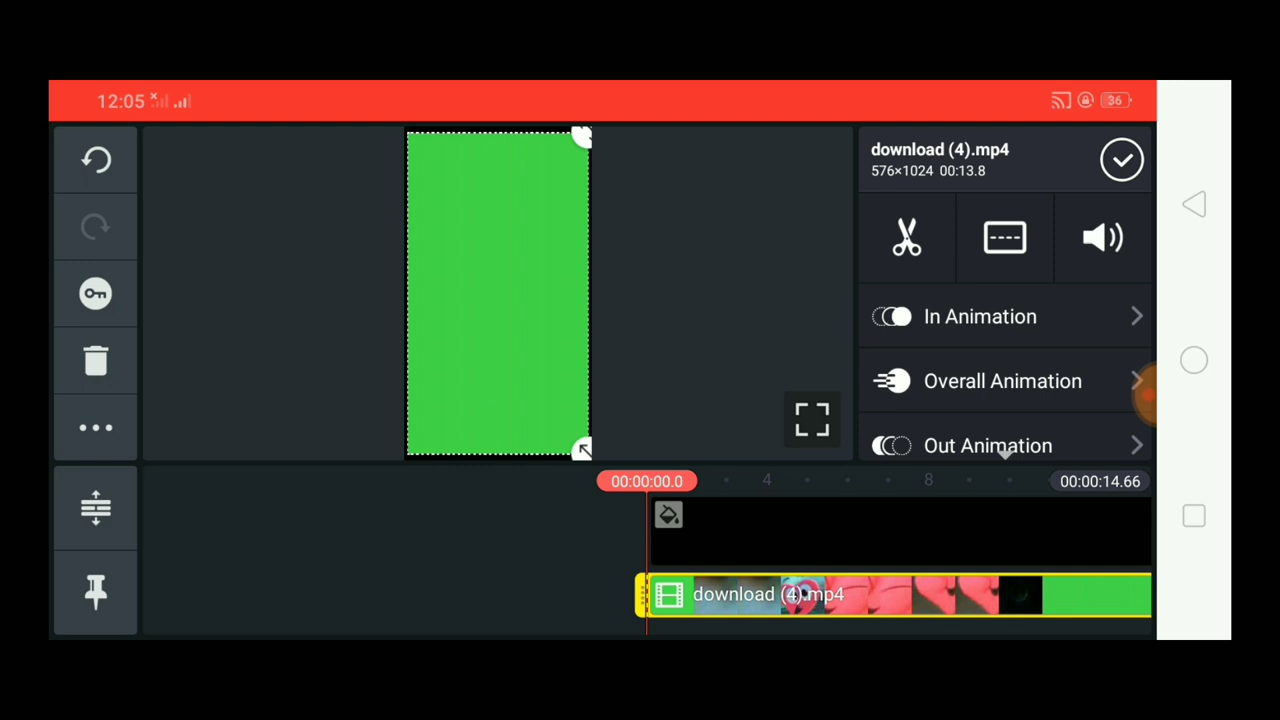 12:05
36
download (4).mp4
576×1024 00:13.8
In Animation
Overall Animation
Out Animation
00:00:00.0
4
8
00:00:14.66
download (4).mp4